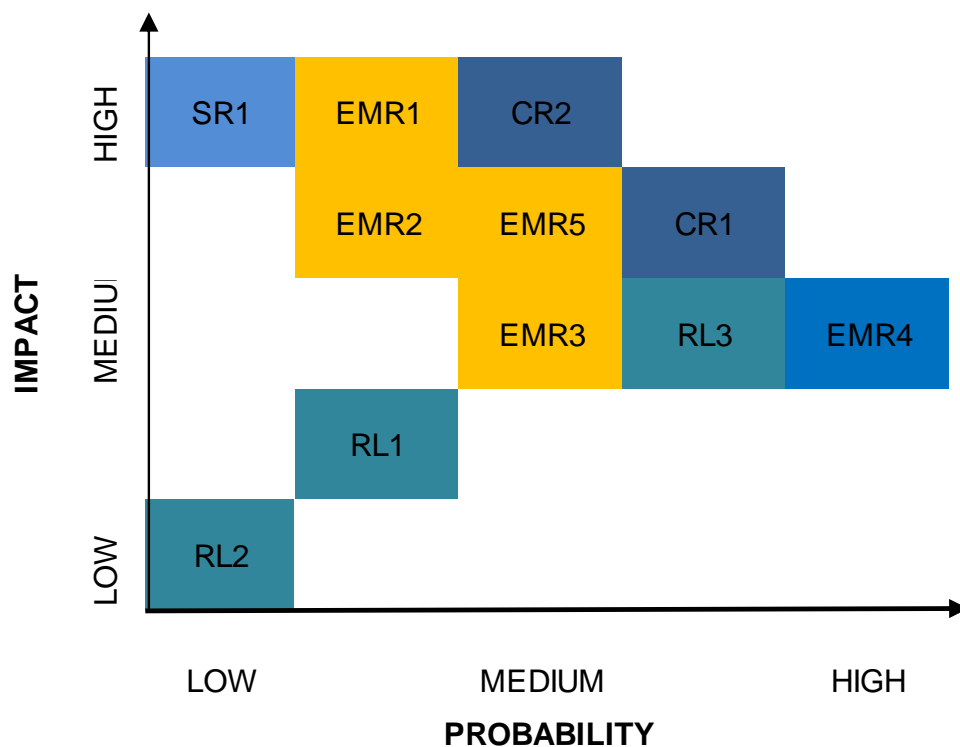 HIGH
SR1 EMR1 CR2
EMR2 EMR5 CR1
IMPACT
MEDIU
EMR3 RL3 EMR4
RL1
LOW
RL2
LOW MEDIUM HIGH
PROBABILITY